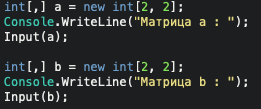 int[,] a = new int[2, 2];
Console.WriteLine("Матрица a : ");
Input(a);
int[,] b = new int[2, 2];
Console.WriteLine("Матрица b : ");
Input(b);